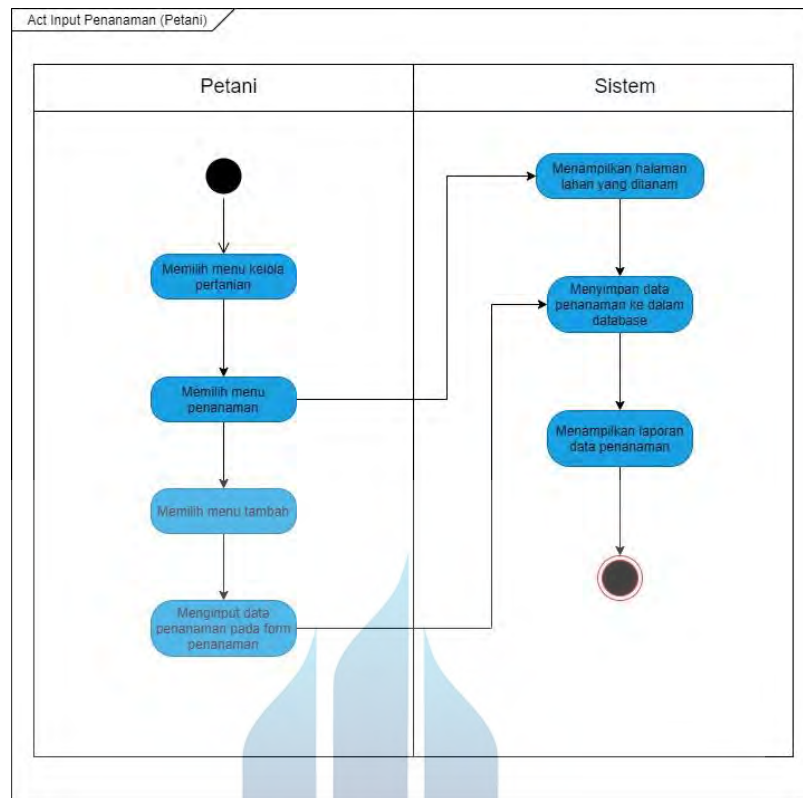 Act Input Penanaman (Petani)
Petani
Sistem
Memilih menu kelola
pertanian
Memilih menu
penanaman
Memilih menu tambah
Menginput data
penanaman pada form
penanaman
Menampilkan halaman
lahan yang ditanam
Menyimpan data
penanaman ke dalam
database
Menampilkan laporan
data penanaman